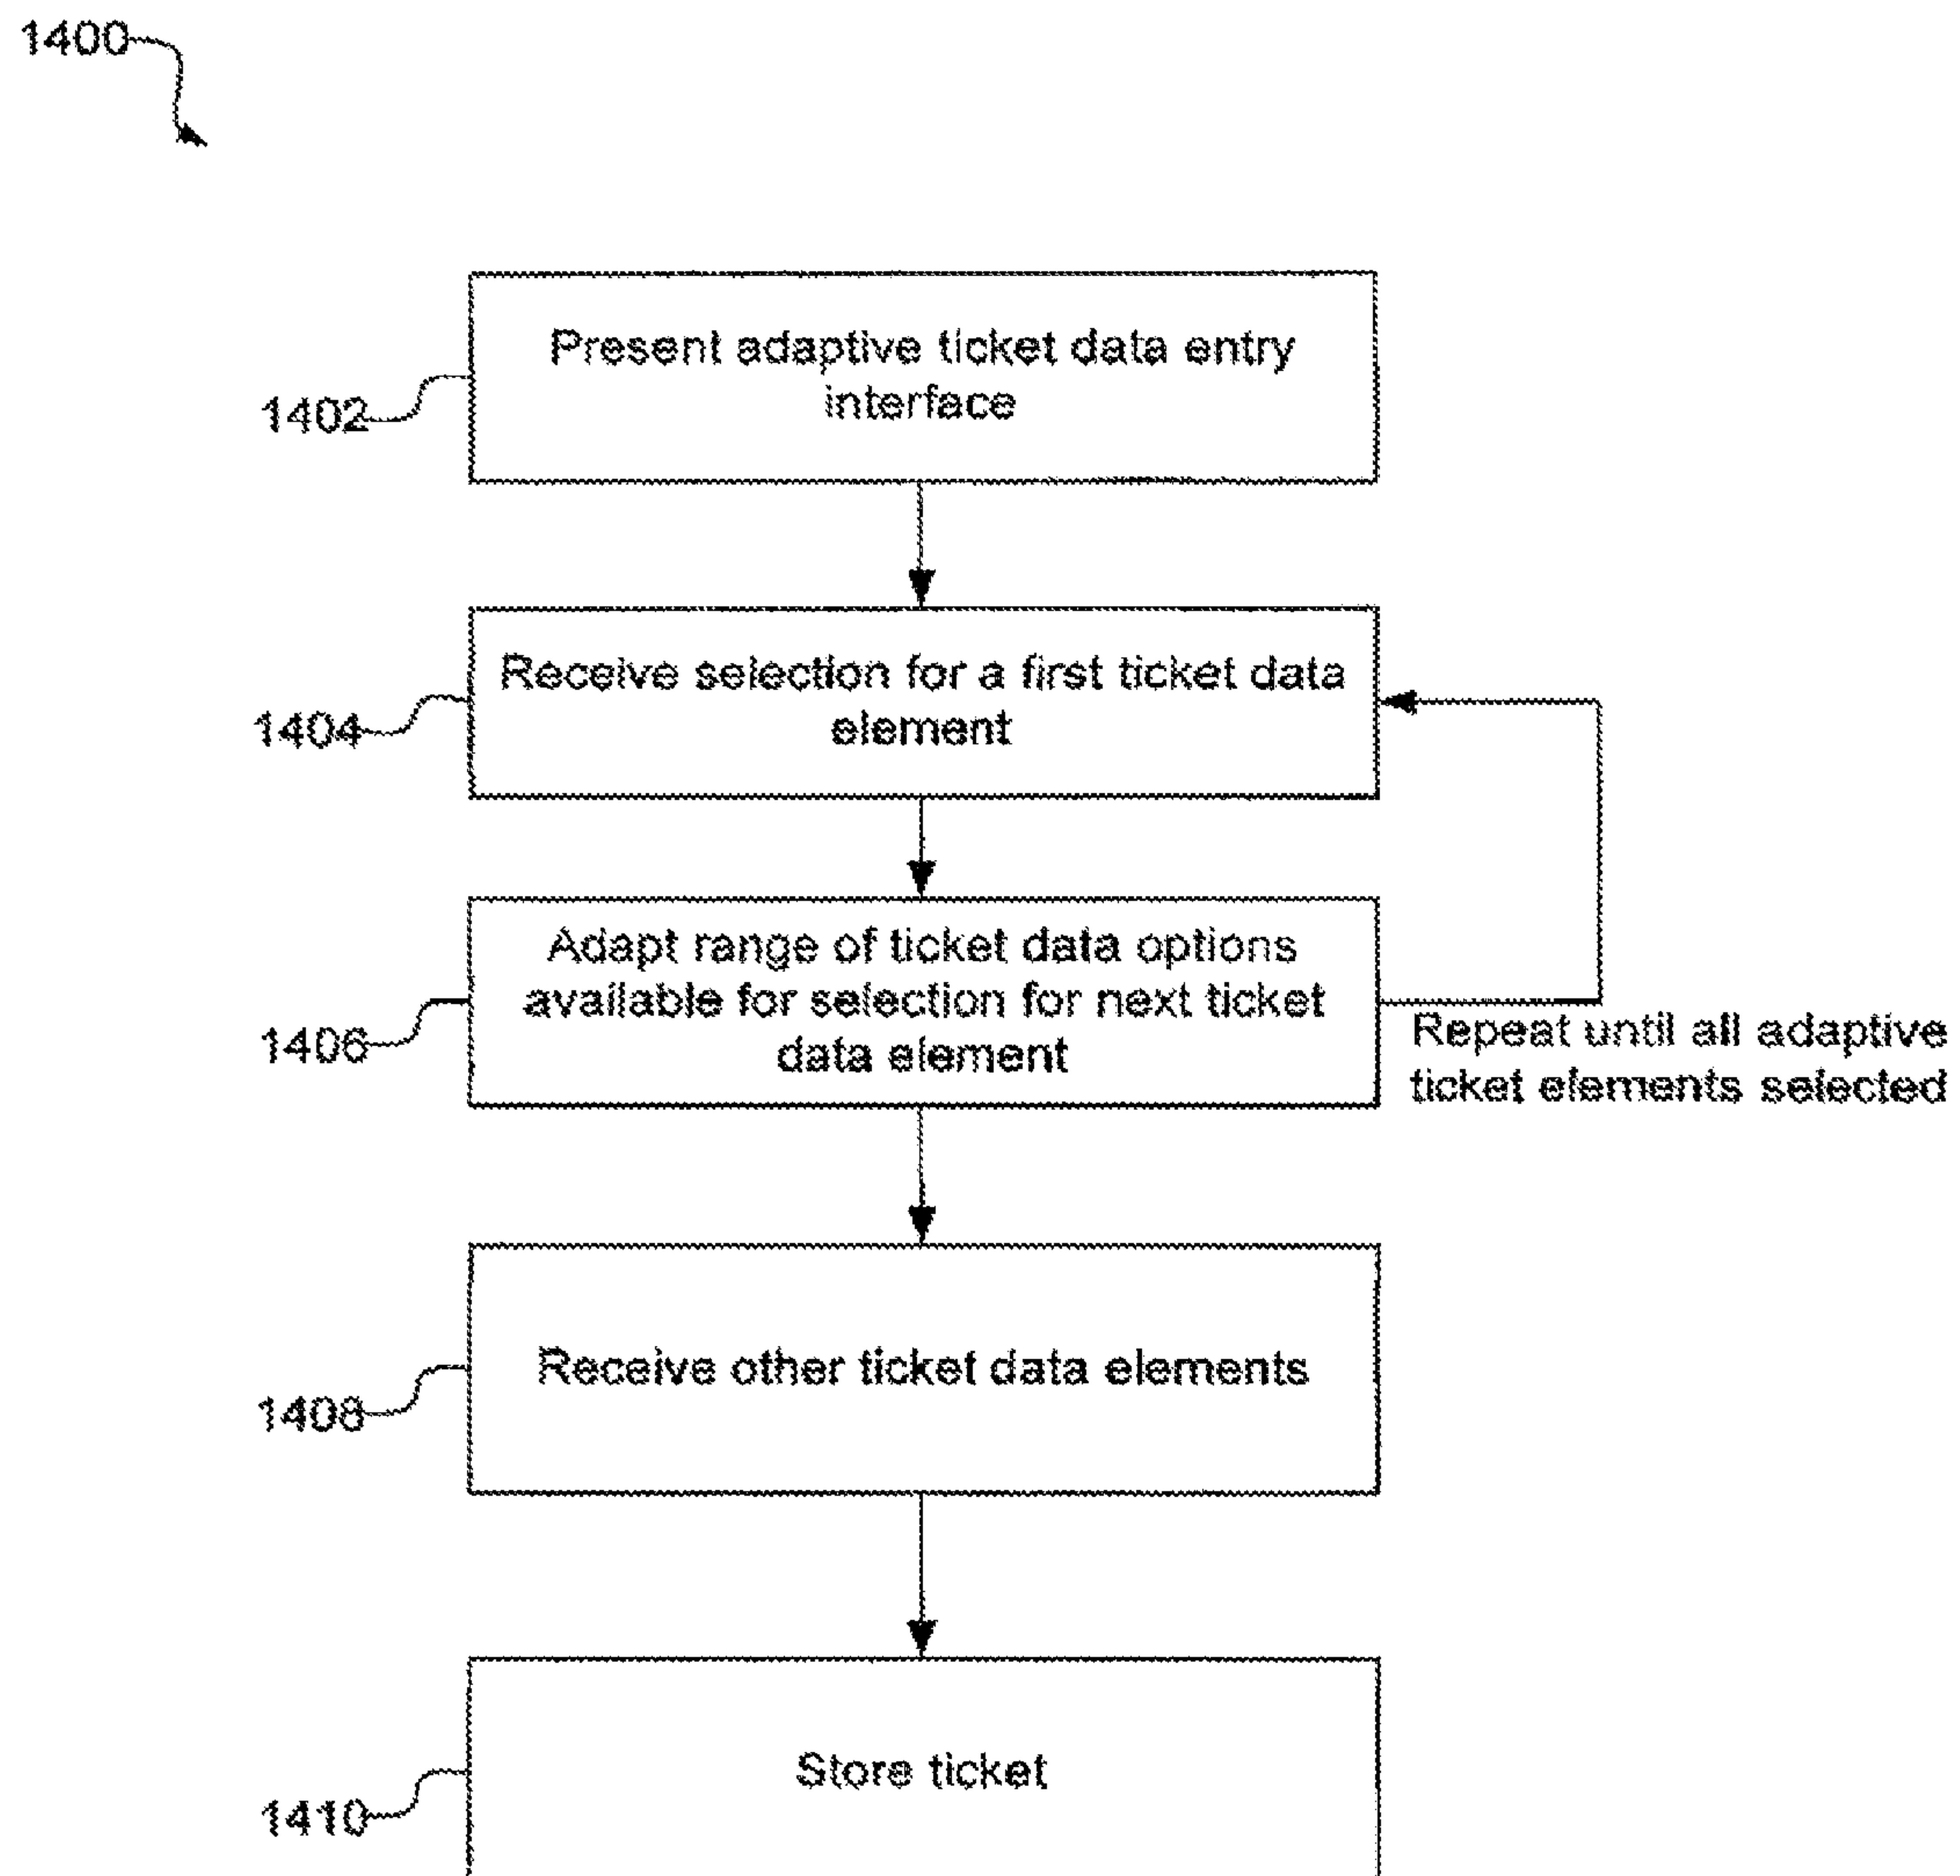 1400
Present adaptive ticket data entry
interface
1402
Receive selection for a first ticket data
element
1404
Adapt range of ticket data options
available for selection for next ticket
data element
1406
Repeat until all adaptive
ticket elements selected
Receive other ticket data elements
1408
Store ticket
1410